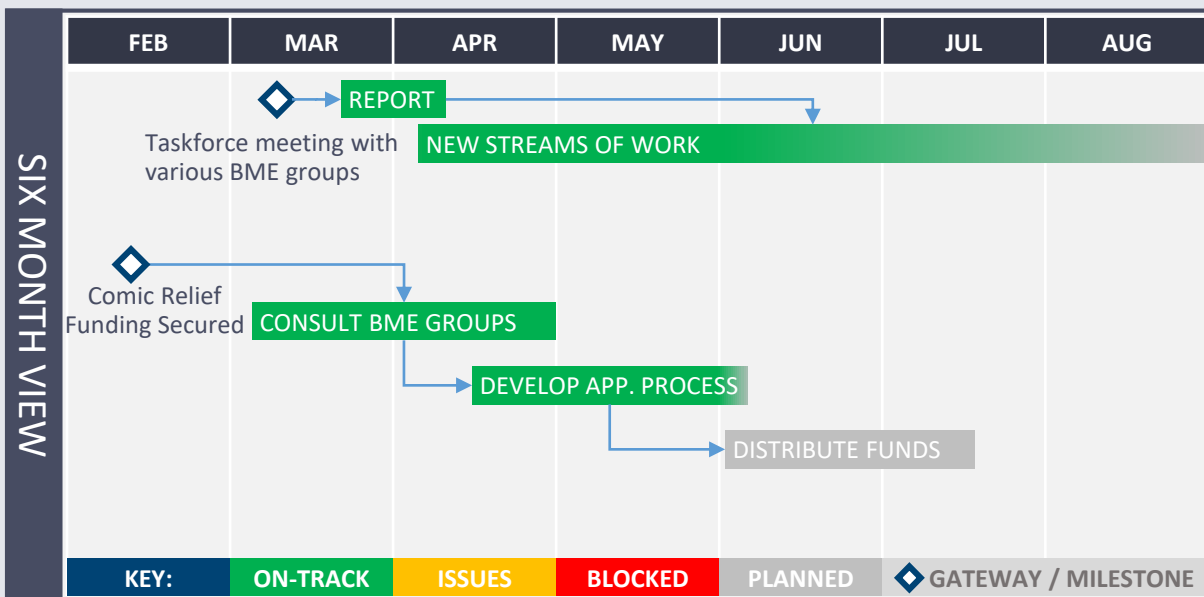 SIX MONTH VIEW
FEB MAR APR MAY JUN JUL AUG
REPORT
Taskforce meeting with
various BME groups
NEW STREAMS OF WORK
Comic Relief
Funding Secured
CONSULT BME GROUPS
DEVELOP APP. PROCESS
DISTRIBUTE FUNDS
KEY: ON-TRACK ISSUES BLOCKED PLANNED GATEWAY / MILESTONE